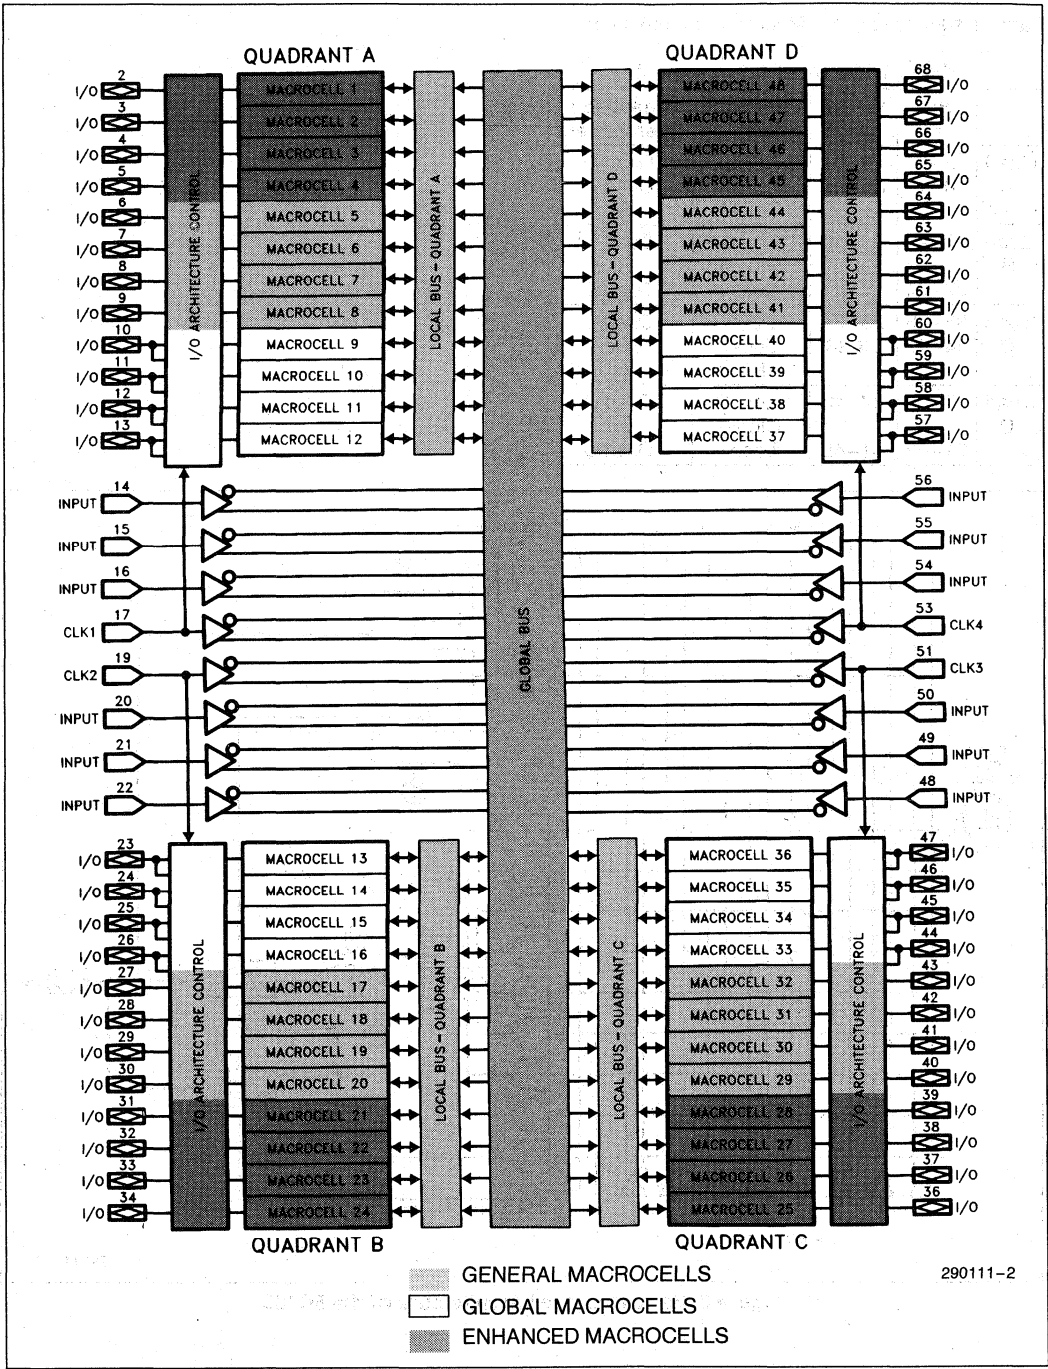 QUADRANT A QUADRANT D
2 I/O MACROCELL 1 MACROCELL 48 68 I/O
3 I/O MACROCELL 2 MACROCELL 47 67 I/O
4 I/O MACROCELL 3 MACROCELL 46 66 I/O
5 I/O MACROCELL 4 MACROCELL 45 65 I/O
6 I/O MACROCELL 5 MACROCELL 44 64 I/O
7 I/O MACROCELL 6 MACROCELL 43 63 I/O
8 I/O MACROCELL 7 MACROCELL 42 62 I/O
9 I/O MACROCELL 8 MACROCELL 41 61 I/O
10 I/O MACROCELL 9 MACROCELL 40 60 I/O
11 I/O MACROCELL 10 MACROCELL 39 59 I/O
12 I/O MACROCELL 11 MACROCELL 38 58 I/O
13 I/O MACROCELL 12 MACROCELL 37 57 I/O
I/O ARCHITECTURE CONTROL
LOCAL BUS – QUADRANT A
LOCAL BUS – QUADRANT D
I/O ARCHITECTURE CONTROL
14 INPUT 56 INPUT
15 INPUT 55 INPUT
16 INPUT 54 INPUT
17 CLK1 53 CLK4
19 CLK2 51 CLK3
20 INPUT 50 INPUT
21 INPUT 49 INPUT
22 INPUT 48 INPUT
GLOBAL BUS
23 I/O MACROCELL 13 MACROCELL 36 47 I/O
24 I/O MACROCELL 14 MACROCELL 35 46 I/O
25 I/O MACROCELL 15 MACROCELL 34 45 I/O
26 I/O MACROCELL 16 MACROCELL 33 44 I/O
27 I/O MACROCELL 17 MACROCELL 32 43 I/O
28 I/O MACROCELL 18 MACROCELL 31 42 I/O
29 I/O MACROCELL 19 MACROCELL 30 41 I/O
30 I/O MACROCELL 20 MACROCELL 29 40 I/O
31 I/O MACROCELL 21 MACROCELL 28 39 I/O
32 I/O MACROCELL 22 MACROCELL 27 38 I/O
33 I/O MACROCELL 23 MACROCELL 26 37 I/O
34 I/O MACROCELL 24 MACROCELL 25 36 I/O
I/O ARCHITECTURE CONTROL
LOCAL BUS – QUADRANT B
LOCAL BUS – QUADRANT C
I/O ARCHITECTURE CONTROL
QUADRANT B QUADRANT C
GENERAL MACROCELLS
290111–2
GLOBAL MACROCELLS
ENHANCED MACROCELLS